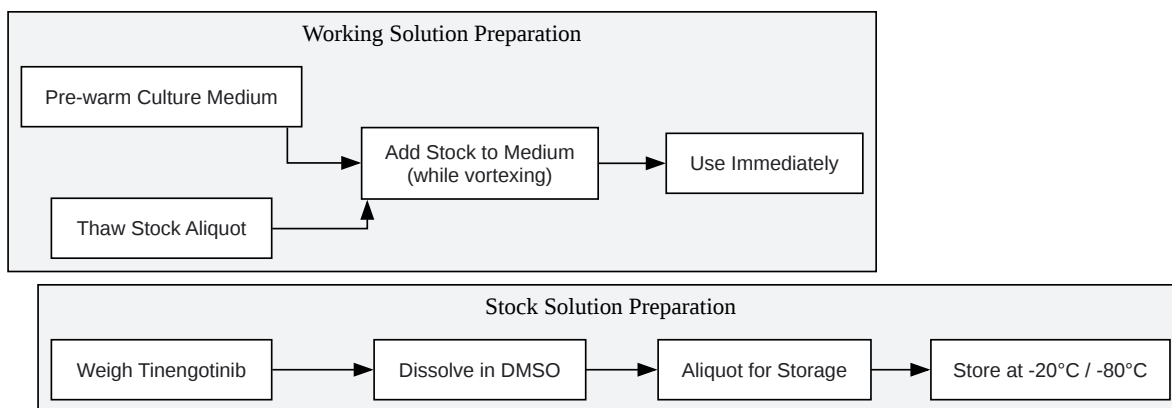 Working Solution Preparation
Pre-warm Culture Medium
Add Stock to Medium
(while vortexing)
Use Immediately
Thaw Stock Aliquot
Stock Solution Preparation
Weigh Tinengotinib
Dissolve in DMSO
Aliquot for Storage
Store at -20°C / -80°C